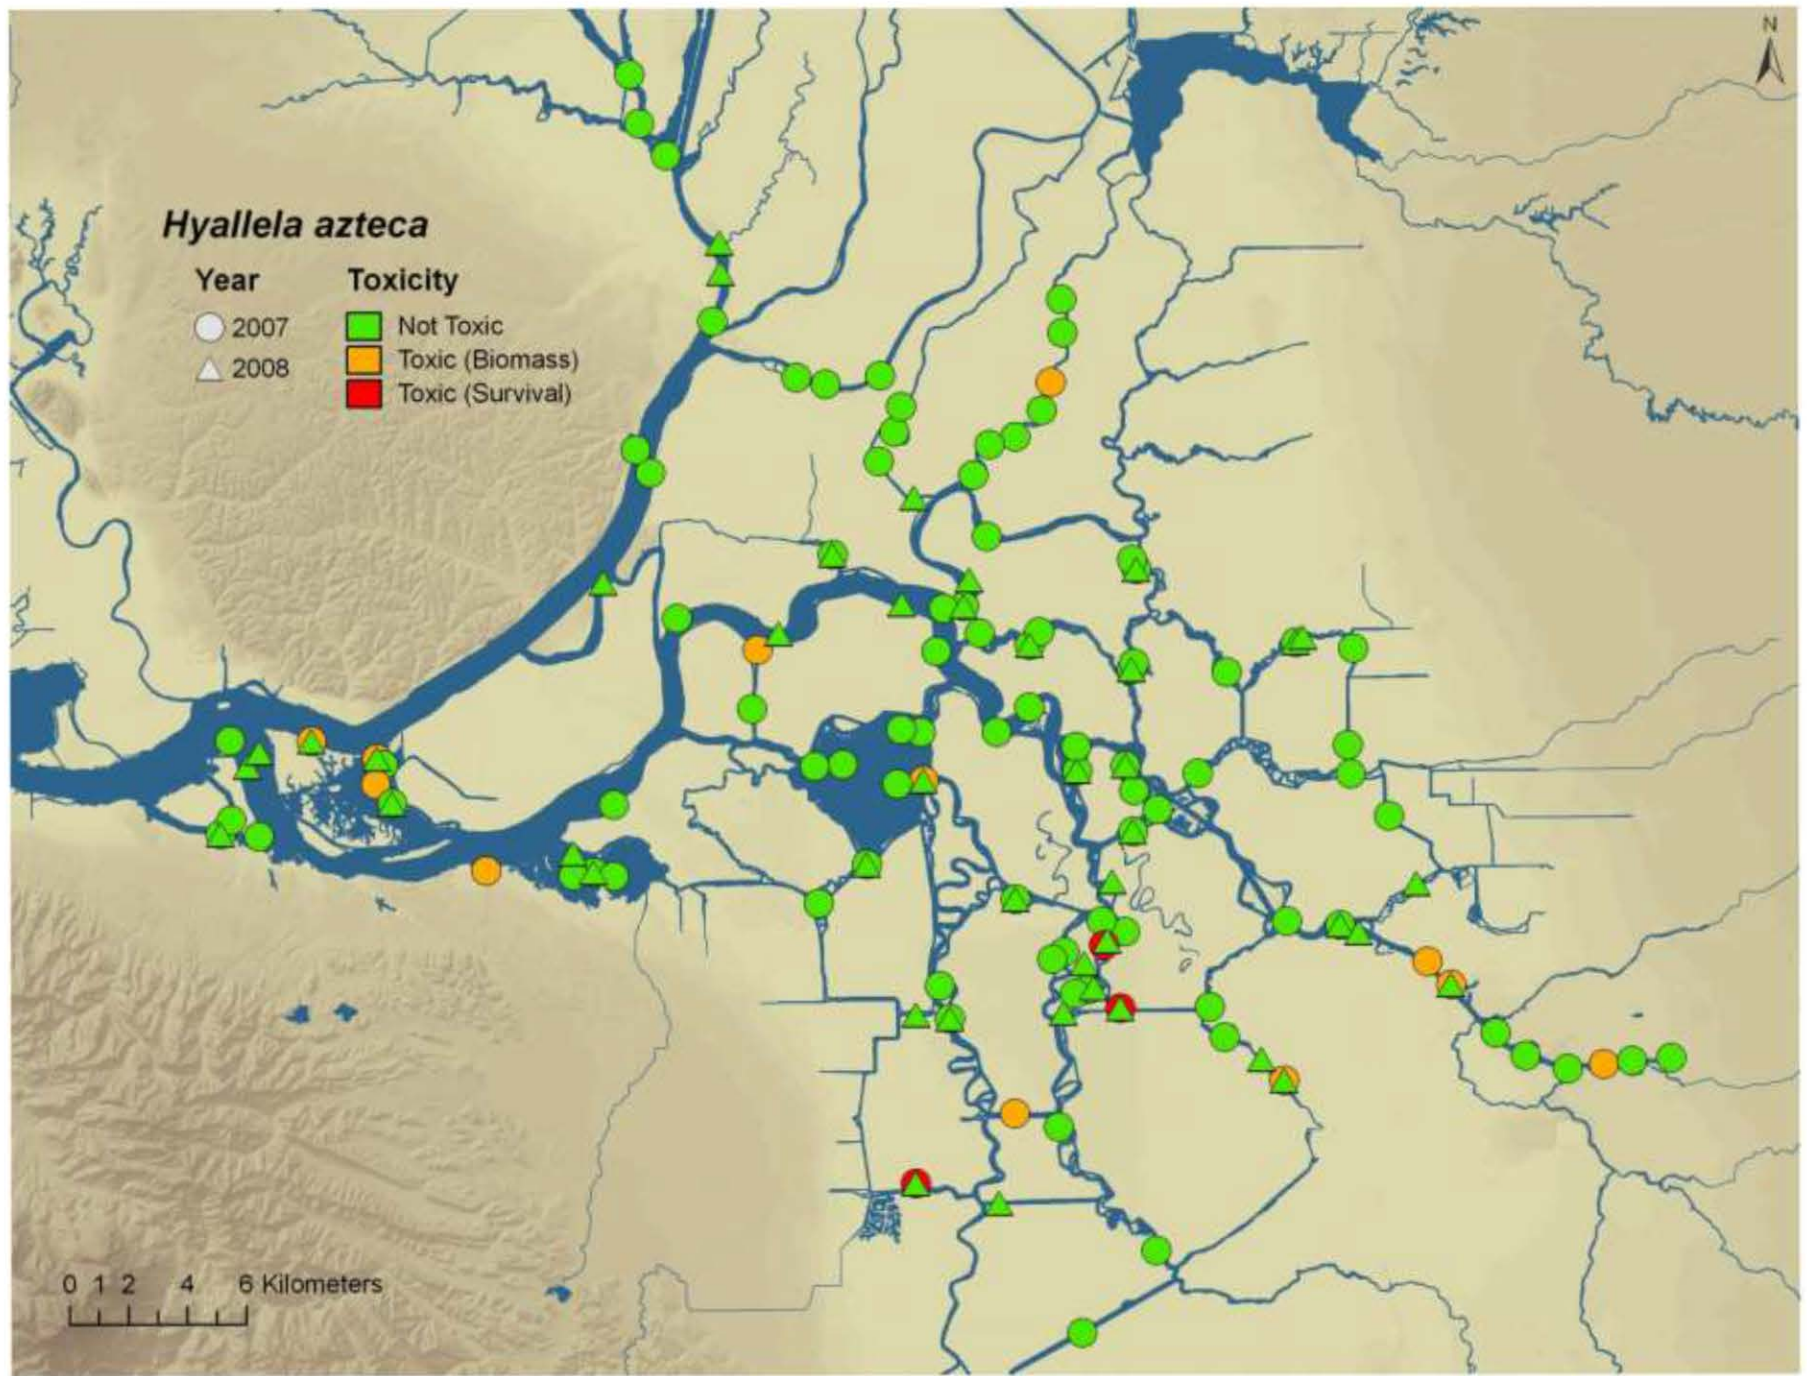 N
Hyallela azteca
Year Toxicity
2007 Not Toxic
2008 Toxic (Biomass)
Toxic (Survival)
0 1 2 4 6 Kilometers